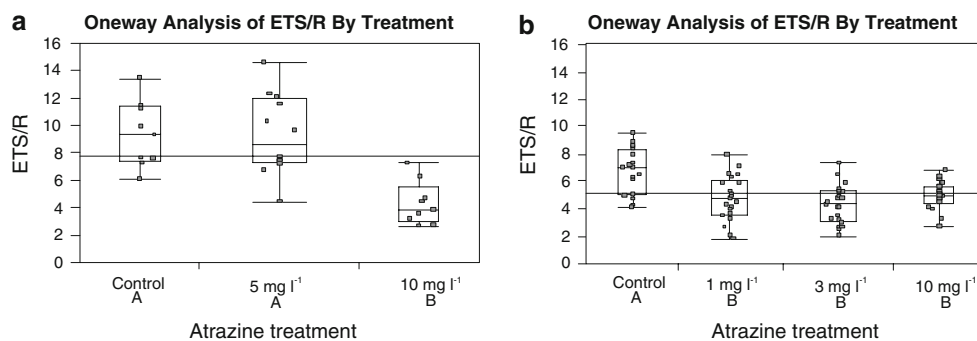 a
Oneway Analysis of ETS/R By Treatment
16
14
12
10
8
6
4
2
0
ETS/R
Control
A
5 mg l⁻¹
A
10 mg l⁻¹
B
Atrazine treatment
b
Oneway Analysis of ETS/R By Treatment
16
14
12
10
8
6
4
2
0
ETS/R
Control
A
1 mg l⁻¹
B
3 mg l⁻¹
B
10 mg l⁻¹
B
Atrazine treatment